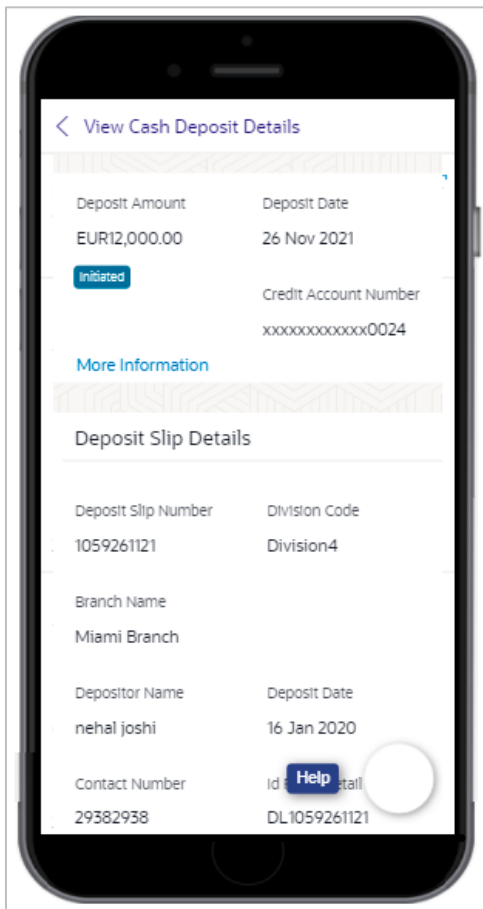 View Cash Deposit Details
Deposit Amount Deposit Date
EUR12,000.00 26 Nov 2021
Initiated
Credit Account Number
xxxxxxxxxxxx0024
More Information
Deposit Slip Details
Deposit Slip Number Division Code
1059261121 Division4
Branch Name
Miami Branch
Depositor Name Deposit Date
nehal joshi 16 Jan 2020
Contact Number Id
Help
29382938 DL1059261121